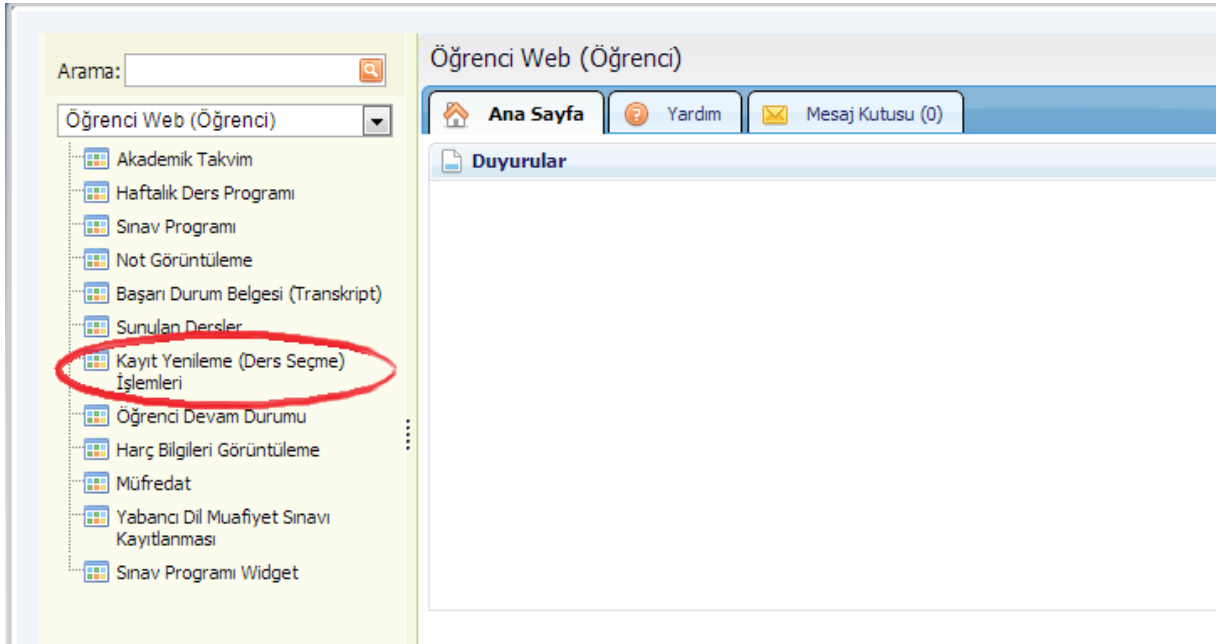 Arama:
Öğrenci Web (Öğrenci)
Akademik Takvim
Haftalık Ders Programı
Sınav Programı
Not Görüntüleme
Başarı Durum Belgesi (Transkript)
Sunulan Dersler
Kayıt Yenileme (Ders Seçme)
İşlemleri
Öğrenci Devam Durumu
Harç Bilgileri Görüntüleme
Müfredat
Yabancı Dil Muafiyet Sınavı
Kayıtlanması
Sınav Programı Widget
Öğrenci Web (Öğrenci)
Ana Sayfa Yardım Mesaj Kutusu (0)
Duyurular